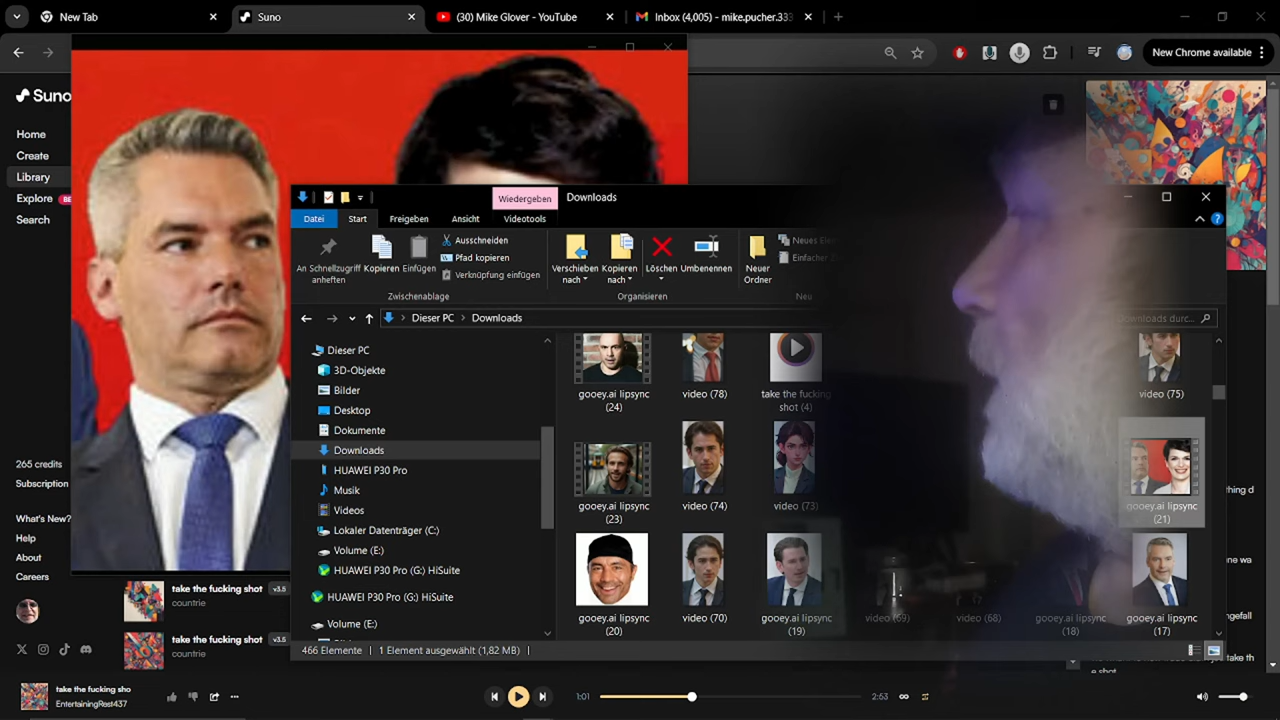 New Tab
Suno
(30) Mike Glover - YouTube
Inbox (4,005) - mike.pucher.333
New Chrome available
Suno
Home
Create
Library
Explore
Search
265 credits
Subscription
What's New?
Help
About
Careers
Wiedergeben
Downloads
Datei
Start
Freigeben
Ansicht
Videotools
An Schnellzugriff anheften
Kopieren
Einfügen
Ausschneiden
Pfad kopieren
Verknüpfung einfügen
Zwischenablage
Verschieben nach
Kopieren nach
Löschen
Umbenennen
Organisieren
Neuer Ordner
Neues Ele
Einfacher
Neu
Dieser PC
Downloads
Downloads durc...
Dieser PC
3D-Objekte
Bilder
Desktop
Dokumente
Downloads
HUAWEI P30 Pro
Musik
Videos
Lokaler Datenträger (C:)
Volume (E:)
HUAWEI P30 Pro (G:) HiSuite
HUAWEI P30 Pro (G:) HiSuite
Volume (E:)
gooey.ai lipsync (24)
video (78)
take the fucking shot (4)
video (75)
gooey.ai lipsync (23)
video (74)
video (73)
gooey.ai lipsync (21)
gooey.ai lipsync (20)
video (70)
gooey.ai lipsync (19)
video (69)
video (68)
gooey.ai lipsync (18)
gooey.ai lipsync (17)
466 Elemente
1 Element ausgewählt (1,82 MB)
take the fucking shot v3.5
countrie
take the fucking shot v3.5
countrie
take the fucking sho
EntertainingRest437
1:01
2:53